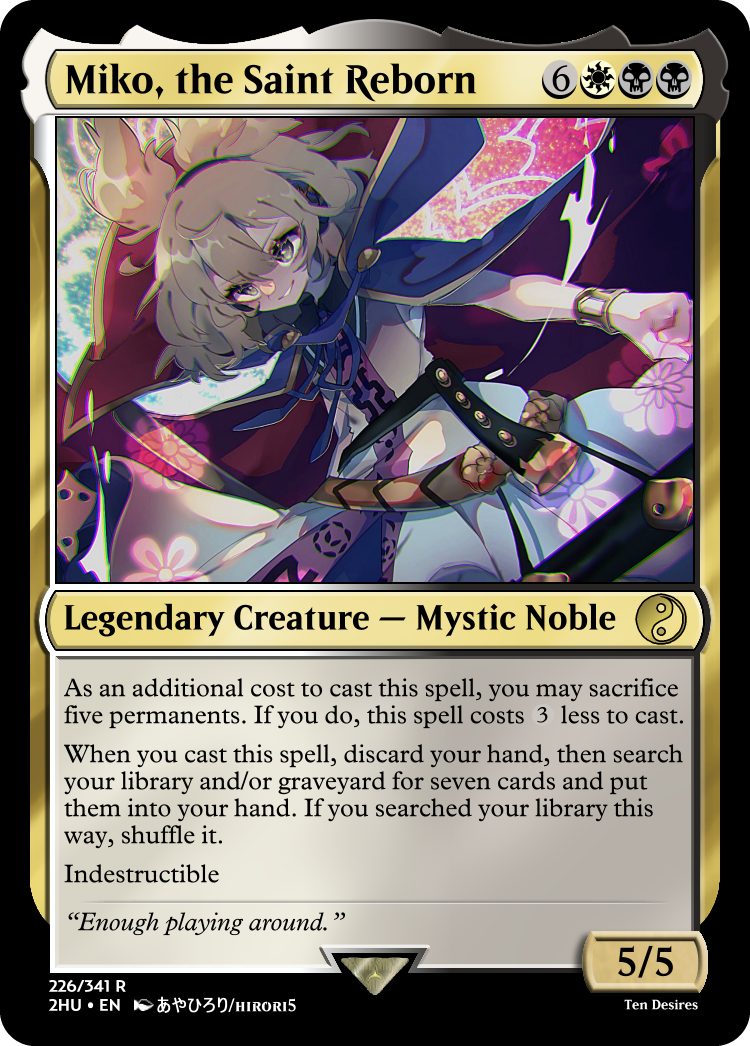 Miko, the Saint Reborn 6
Legendary Creature — Mystic Noble
As an additional cost to cast this spell, you may sacrifice
five permanents. If you do, this spell costs 3 less to cast.
When you cast this spell, discard your hand, then search
your library and/or graveyard for seven cards and put
them into your hand. If you searched your library this
way, shuffle it.
Indestructible
“Enough playing around.”
5/5
226/341 R
2HU • EN あやひろり/HIRORI5
Ten Desires